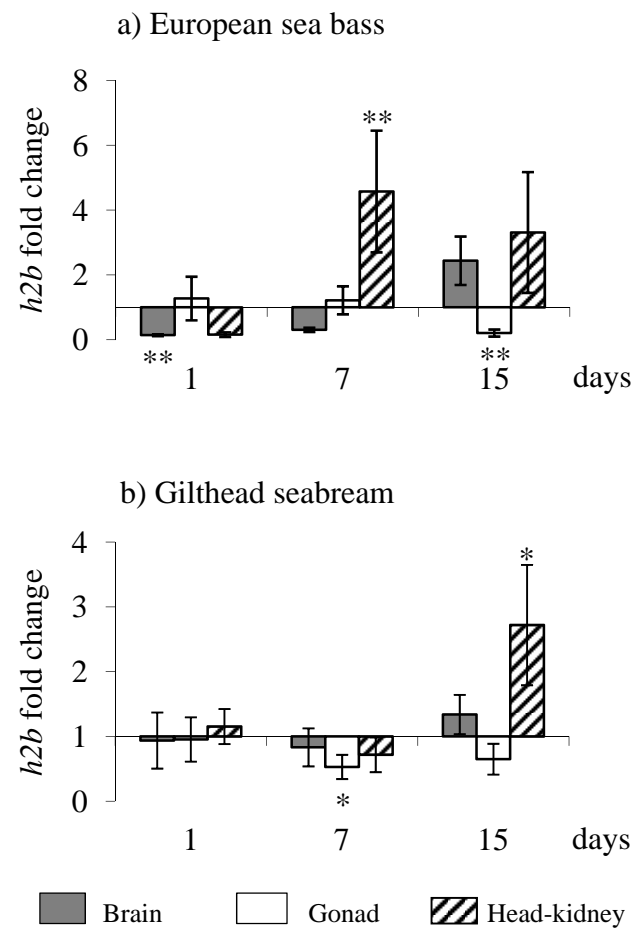 a) European sea bass
8
6
4
2
0
h2b fold change
**
**
**
1 7 15 days
b) Gilthead seabream
4
3
2
1
0
h2b fold change
*
*
1 7 15 days
Brain Gonad Head-kidney